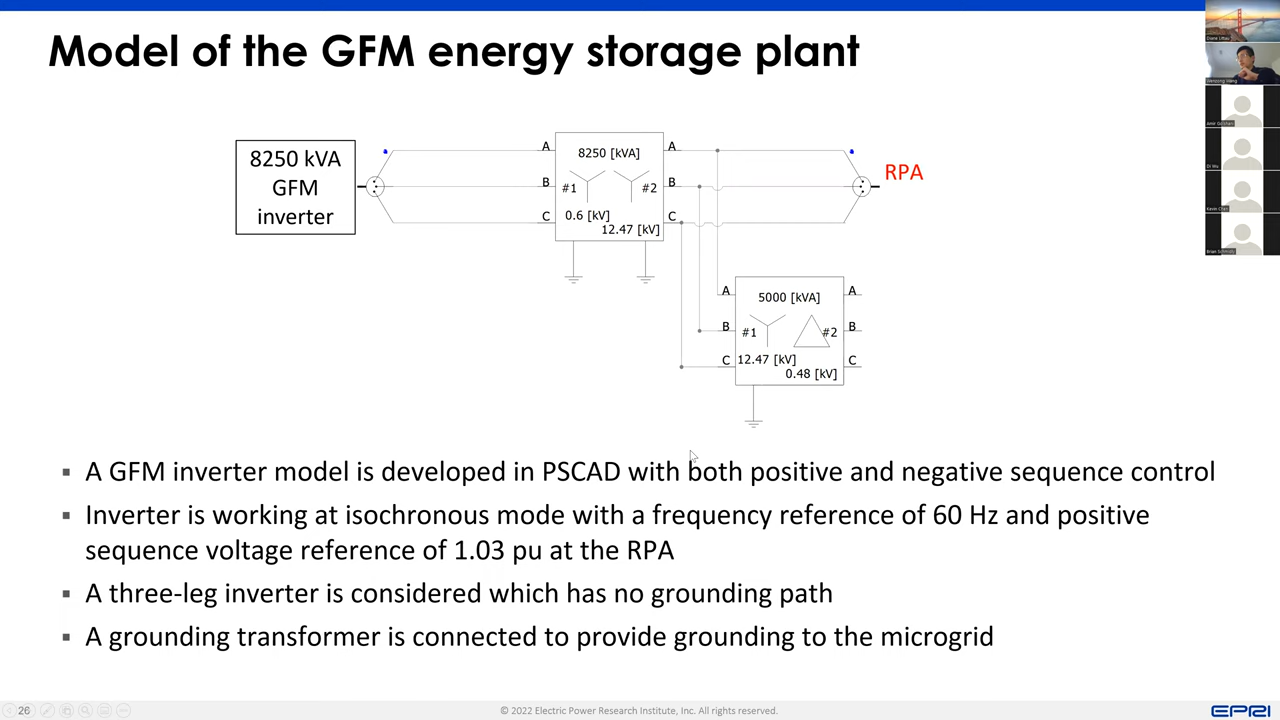 Model of the GFM energy storage plant
8250 kVA
GFM
inverter
A
B
C
8250 [kVA]
#1
#2
0.6 [kV]
12.47 [kV]
A
B
C
RPA
A
B
C
5000 [kVA]
#1
#2
12.47 [kV]
0.48 [kV]
A
B
C
▪ A GFM inverter model is developed in PSCAD with both positive and negative sequence control
▪ Inverter is working at isochronous mode with a frequency reference of 60 Hz and positive
sequence voltage reference of 1.03 pu at the RPA
▪ A three-leg inverter is considered which has no grounding path
▪ A grounding transformer is connected to provide grounding to the microgrid
26
© 2022 Electric Power Research Institute, Inc. All rights reserved.
EPRI